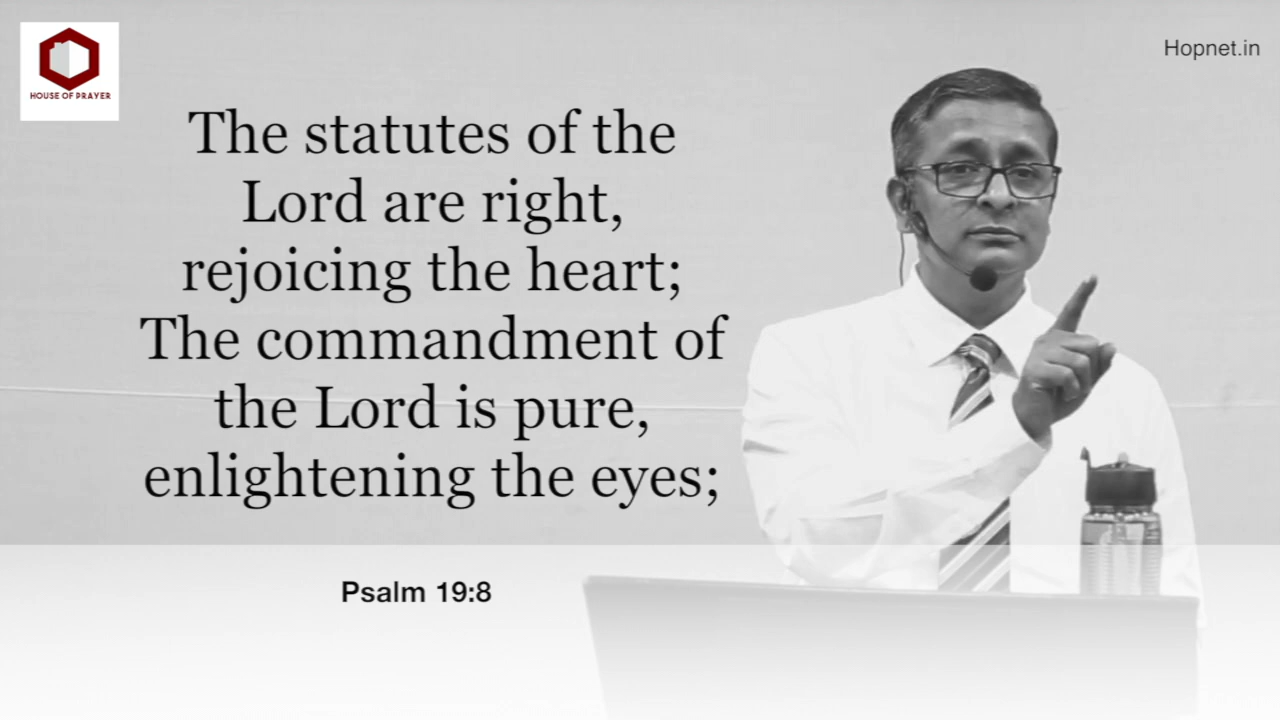 HOUSE OF PRAYER
Hopnet.in
The statutes of the
Lord are right,
rejoicing the heart;
The commandment of
the Lord is pure,
enlightening the eyes;
Psalm 19:8